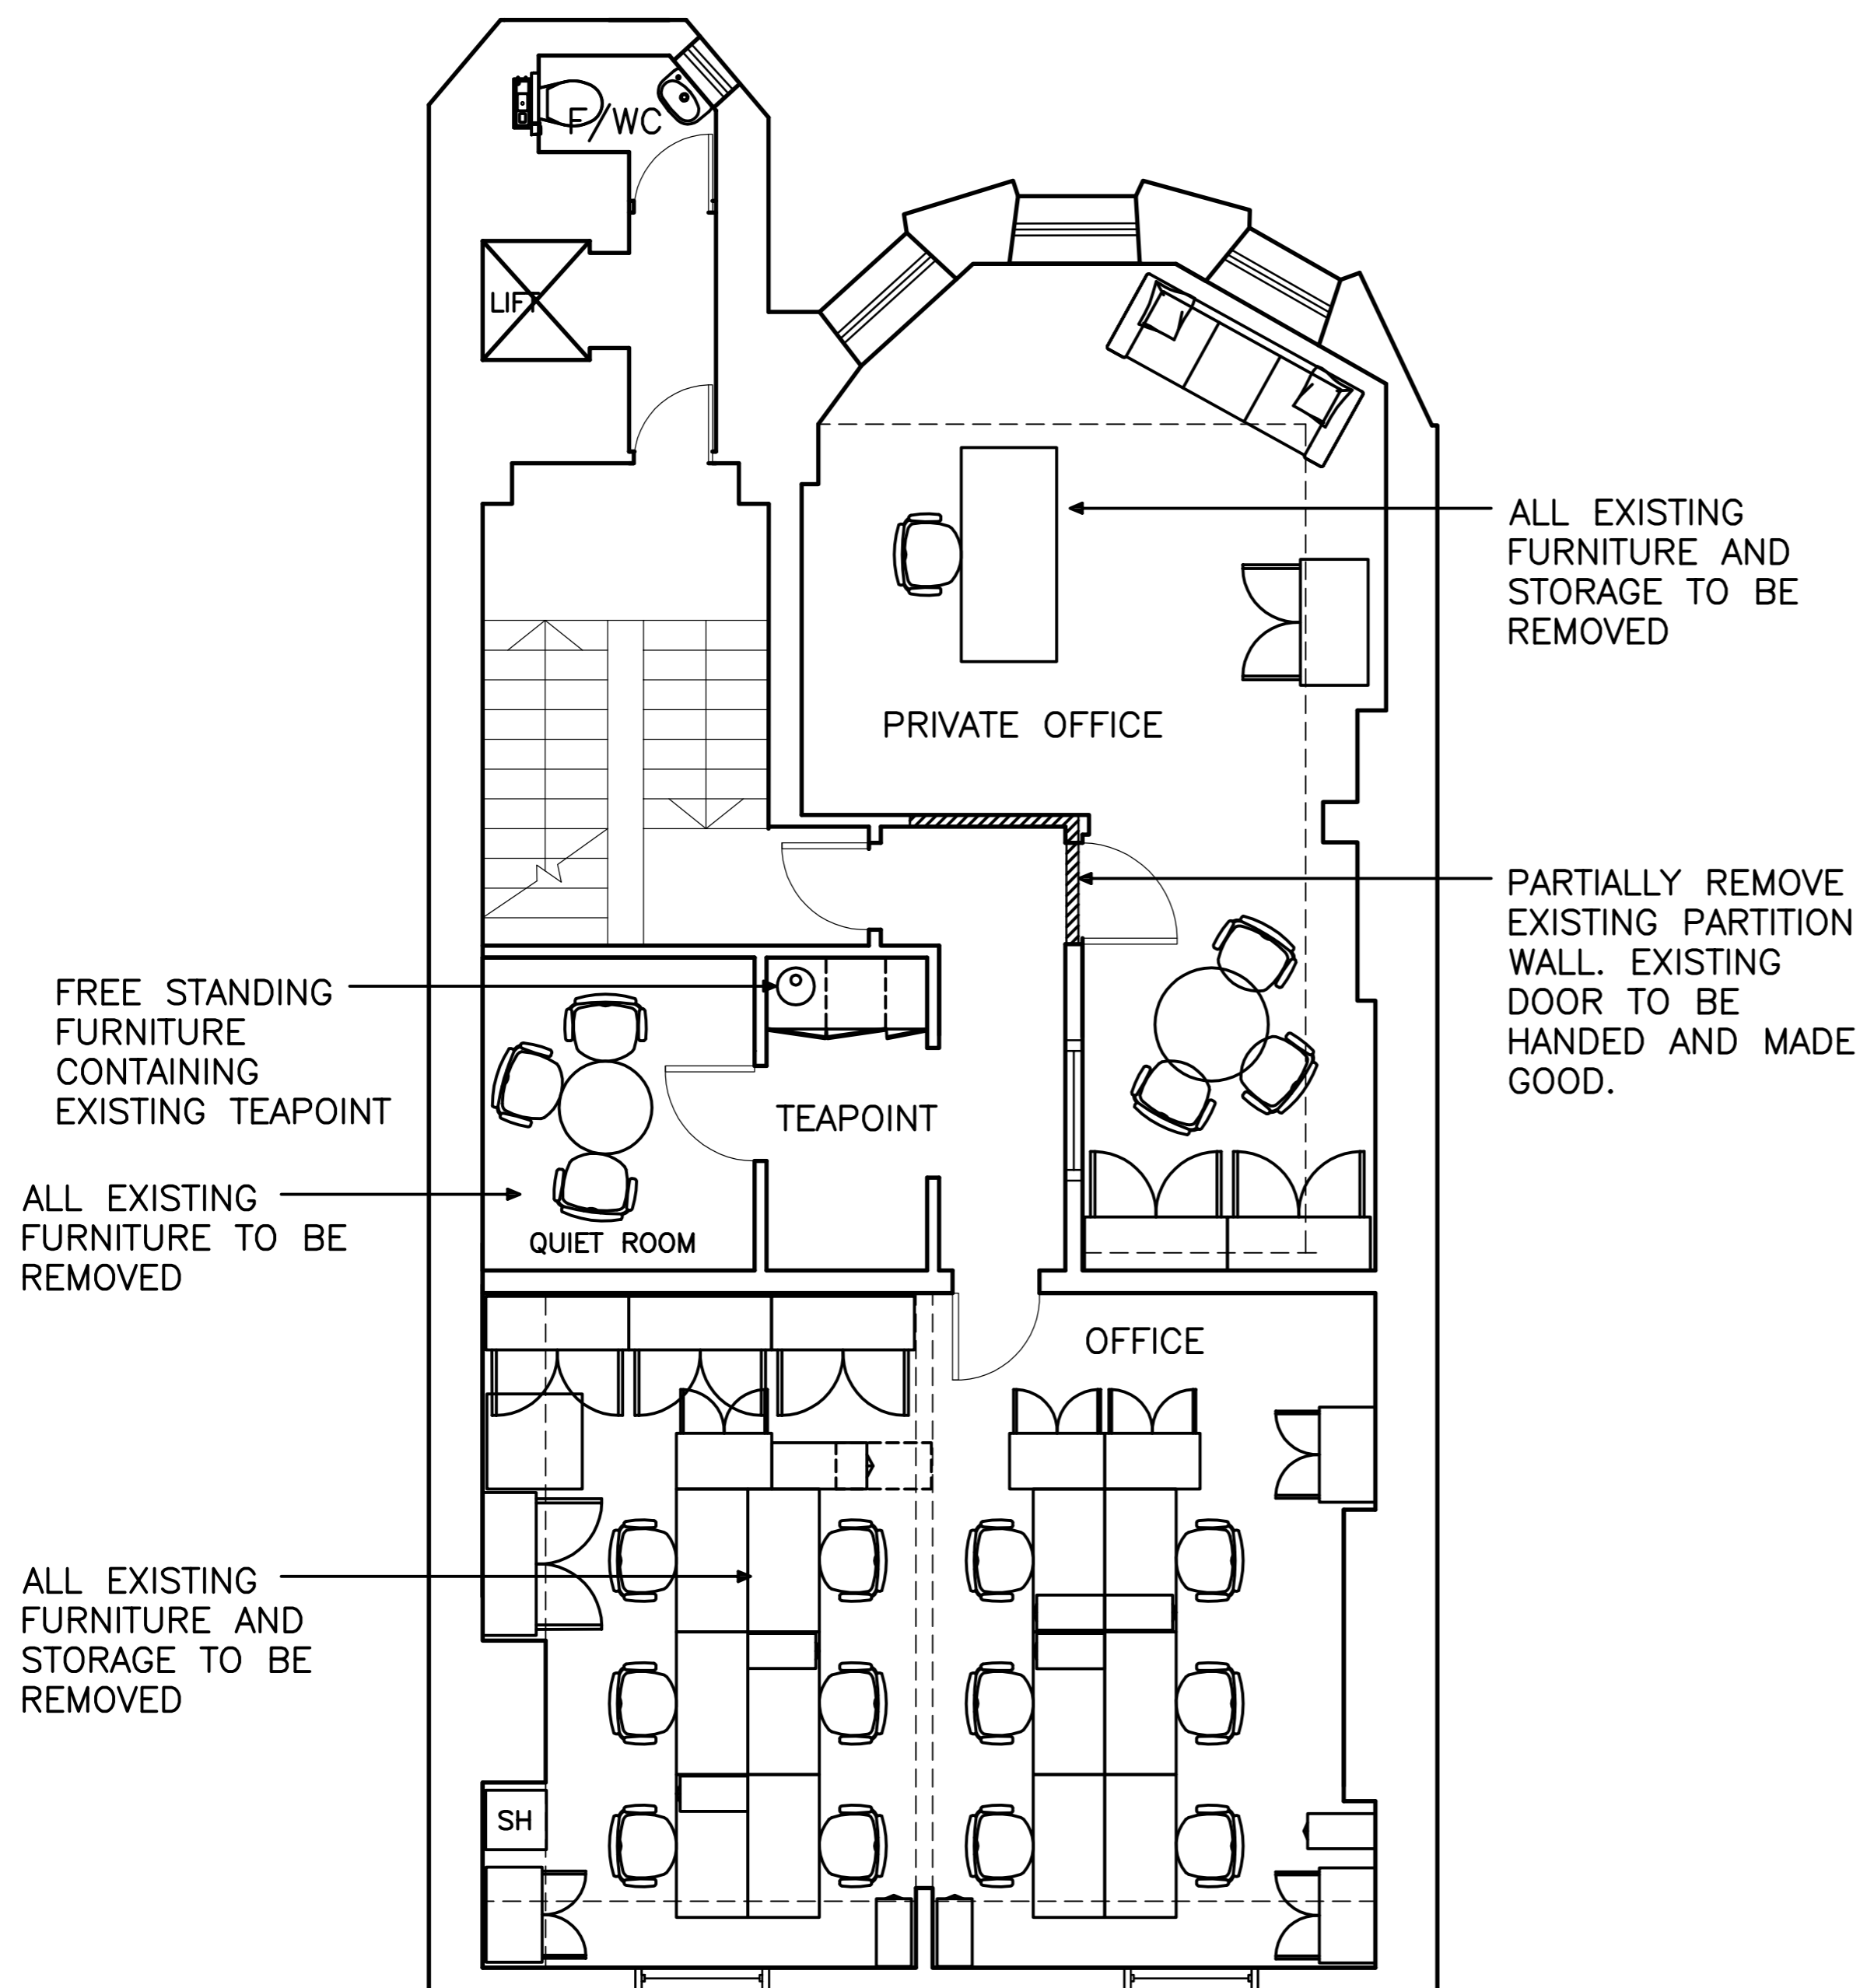 F/WC
LIFT
ALL EXISTING
FURNITURE AND
STORAGE TO BE
REMOVED
PRIVATE OFFICE
PARTIALLY REMOVE
EXISTING PARTITION
WALL. EXISTING
DOOR TO BE
HANDED AND MADE
GOOD.
FREE STANDING
FURNITURE
CONTAINING
EXISTING TEAPOINT
TEAPOINT
ALL EXISTING
FURNITURE TO BE
REMOVED
QUIET ROOM
OFFICE
ALL EXISTING
FURNITURE AND
STORAGE TO BE
REMOVED
SH